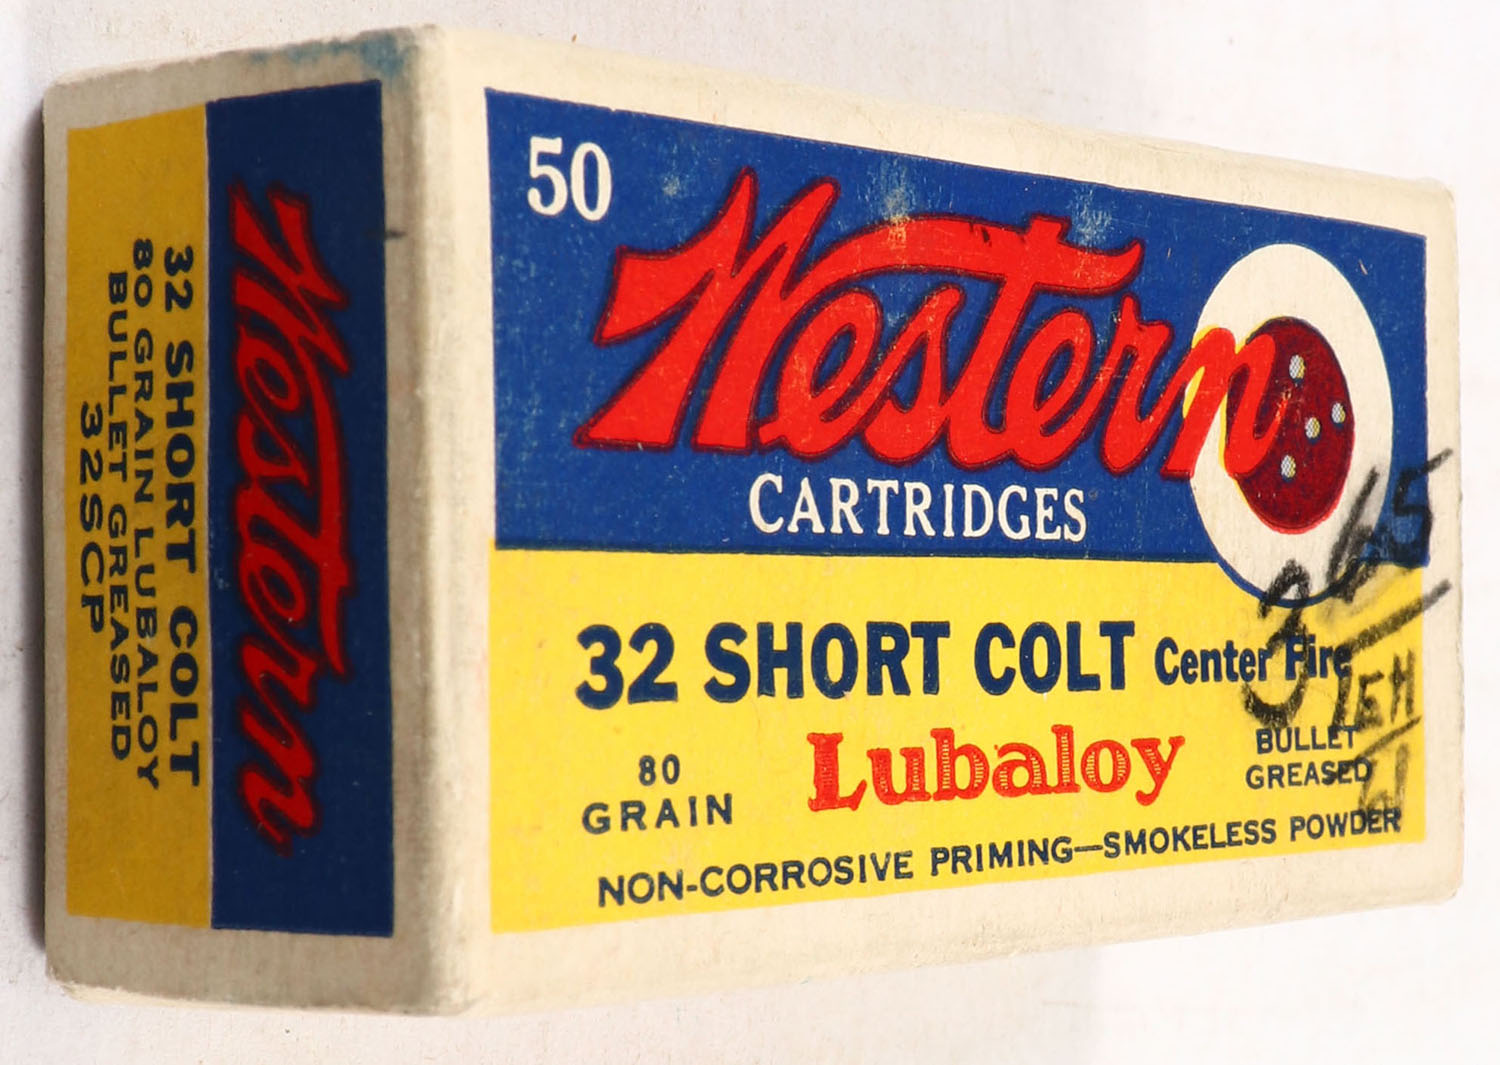 50
Western
CARTRIDGES
32 SHORT COLT Center Fire
80
GRAIN
Lubaloy
BULLET
GREASED
NON-CORROSIVE PRIMING—SMOKELESS POWDER
365
Western
32 SHORT COLT
80 GRAIN LUBALOY
BULLET GREASED
32SCP